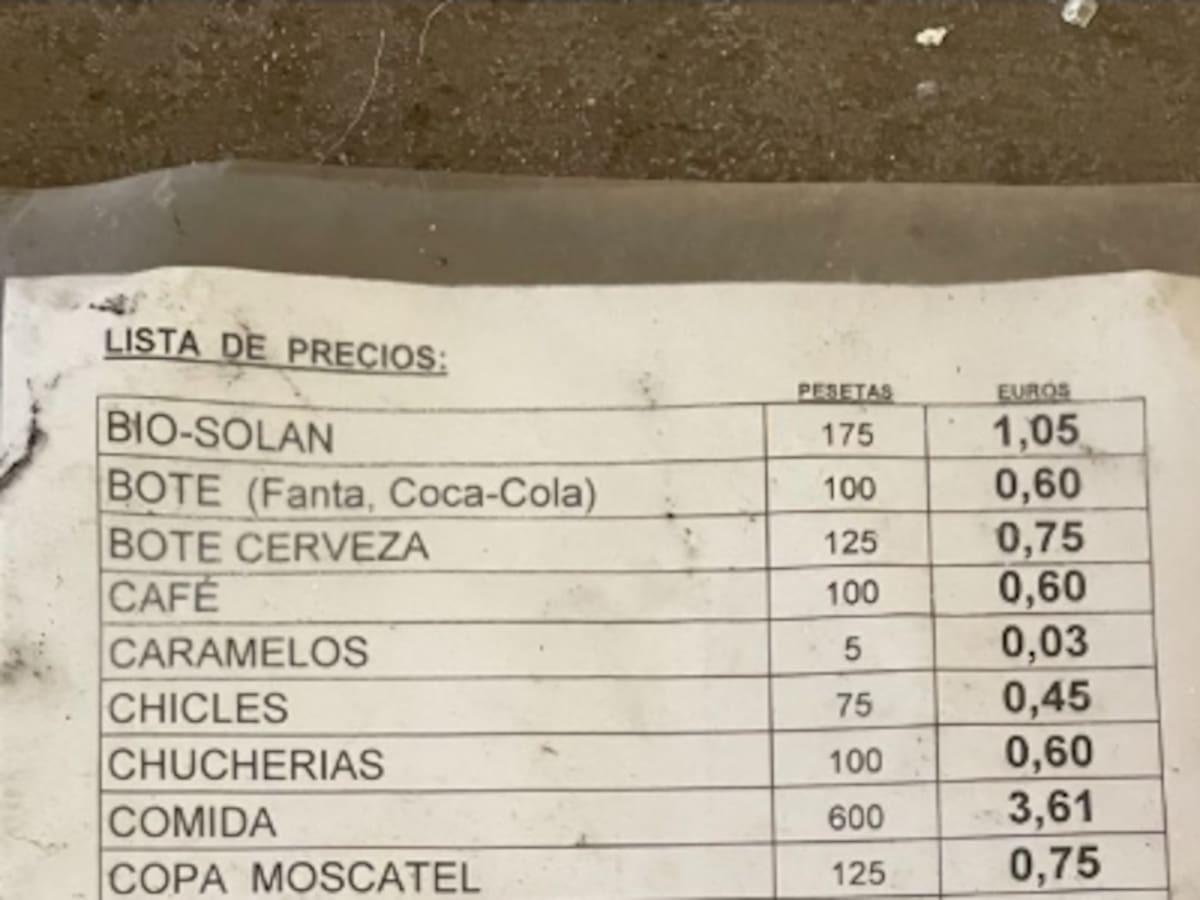 LISTA DE PRECIOS:
PESETAS EUROS
BIO-SOLAN 175 1,05
BOTE (Fanta, Coca-Cola) 100 0,60
BOTE CERVEZA 125 0,75
CAFÉ 100 0,60
CARAMELOS 5 0,03
CHICLES 75 0,45
CHUCHERIAS 100 0,60
COMIDA 600 3,61
COPA MOSCATEL 125 0,75